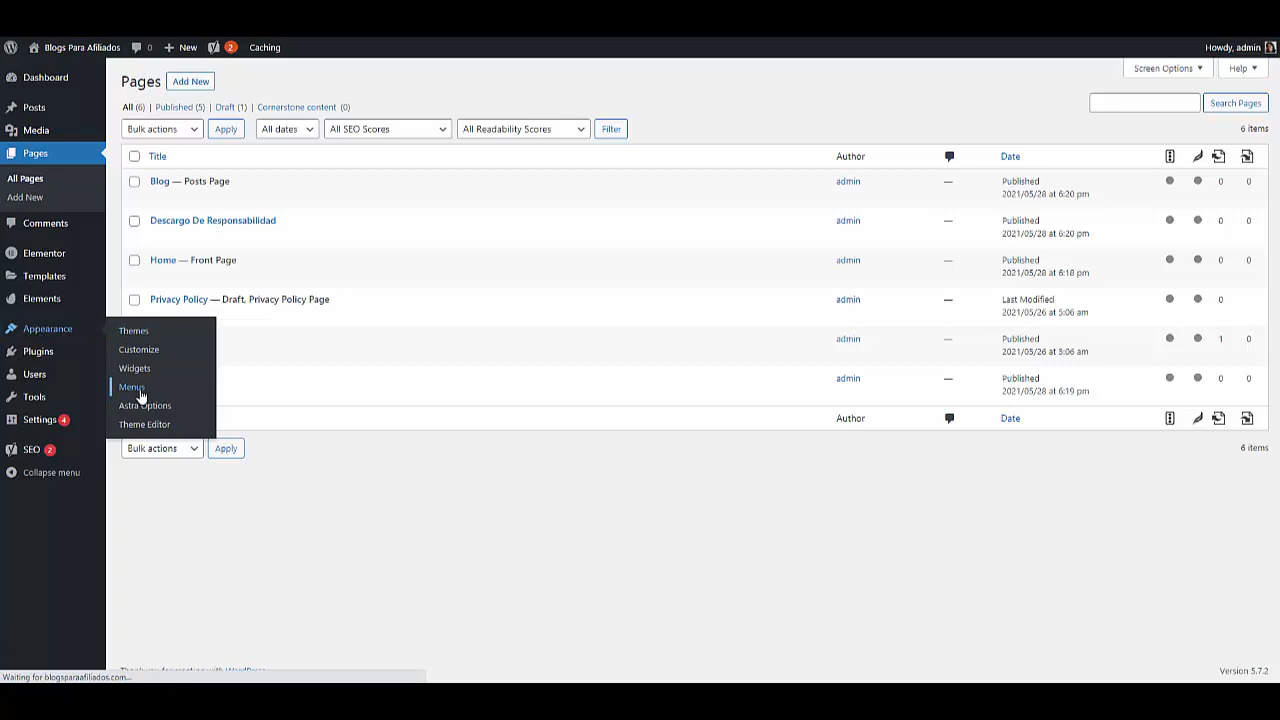 Blogs Para Afiliados 0 New 2 Caching Howdy, admin
Dashboard
Posts
Media
Pages
All Pages
Add New
Comments
Elementor
Templates
Elements
Appearance
Plugins
Users
Tools
Settings 4
SEO 2
Collapse menu
Themes
Customize
Widgets
Menus
Astra Options
Theme Editor
Screen Options Help
Pages Add New
All (6) | Published (5) | Draft (1) | Cornerstone content (0)
Search Pages
Bulk actions Apply All dates All SEO Scores All Readability Scores Filter 6 items
Title Author Date
Blog — Posts Page admin — Published 0 0
2021/05/28 at 6:20 pm
Descargo De Responsabilidad admin — Published 0 0
2021/05/28 at 6:20 pm
Home — Front Page admin — Published 0 0
2021/05/28 at 6:18 pm
Privacy Policy — Draft, Privacy Policy Page admin — Last Modified 0
2021/05/26 at 5:06 am
admin — Published 1 0
2021/05/26 at 5:06 am
admin — Published 0 0
2021/05/28 at 6:19 pm
Author Date
Bulk actions Apply 6 items
Thank you for creating with WordPress
Version 5.7.2
Waiting for blogsparaafiliados.com...